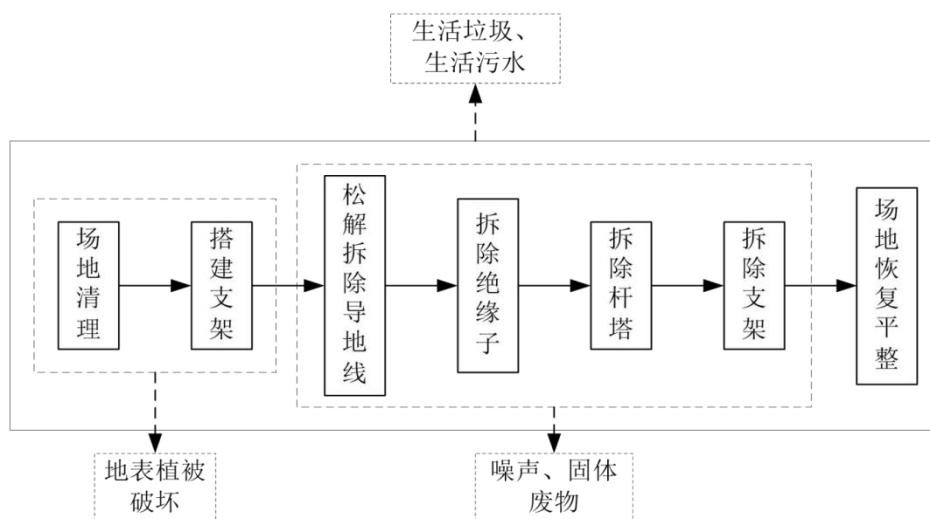 生活垃圾、
生活污水
场地清理
搭建支架
松解拆除导地线
拆除绝缘子
拆除杆塔
拆除支架
场地恢复平整
地表植被
破坏
噪声、固体
废物